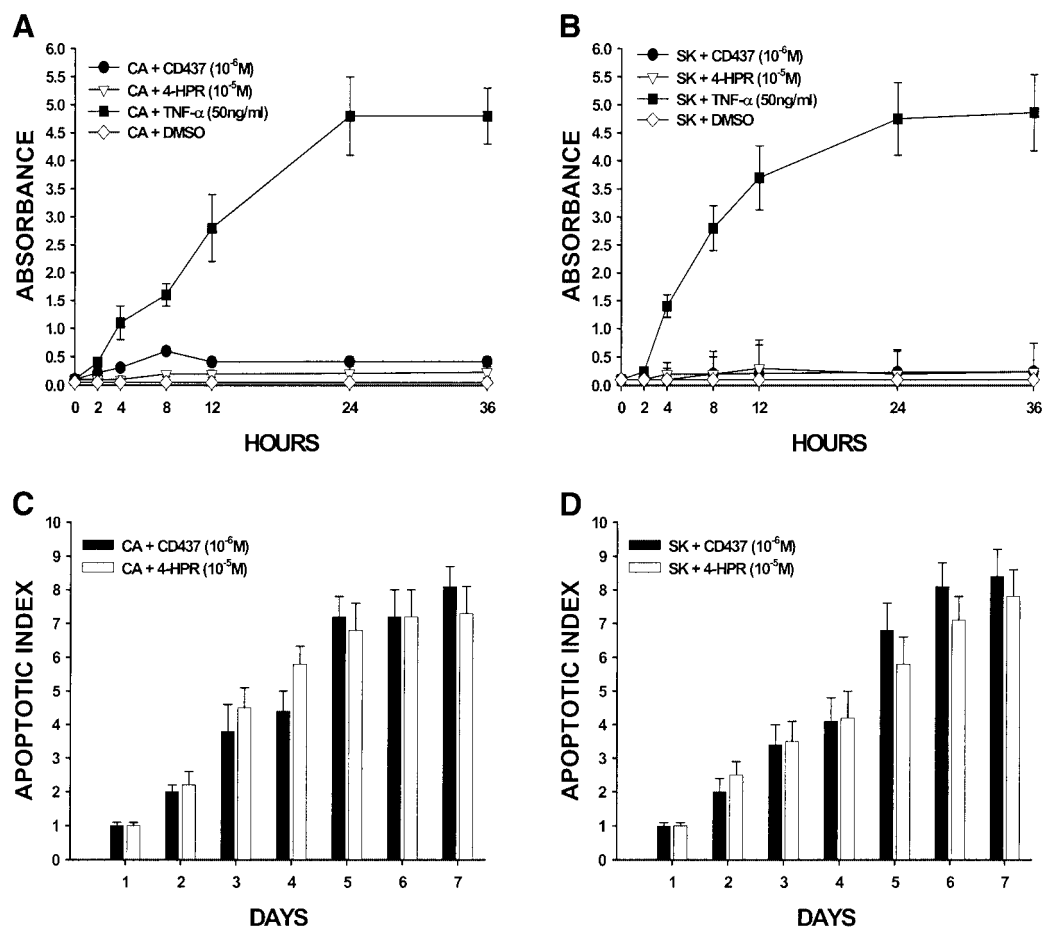 A
ABSORBANCE
6.0
5.5
5.0
4.5
4.0
3.5
3.0
2.5
2.0
1.5
1.0
0.5
0.0
CA + CD437 (10⁻⁶M)
CA + 4-HPR (10⁻⁵M)
CA + TNF-α (50ng/ml)
CA + DMSO
0 2 4 8 12 24 36
HOURS
B
ABSORBANCE
6.0
5.5
5.0
4.5
4.0
3.5
3.0
2.5
2.0
1.5
1.0
0.5
0.0
SK + CD437 (10⁻⁶M)
SK + 4-HPR (10⁻⁵M)
SK + TNF-α (50ng/ml)
SK + DMSO
0 2 4 8 12 24 36
HOURS
C
APOPTOTIC INDEX
10
9
8
7
6
5
4
3
2
1
0
CA + CD437 (10⁻⁶M)
CA + 4-HPR (10⁻⁵M)
1 2 3 4 5 6 7
DAYS
D
APOPTOTIC INDEX
10
9
8
7
6
5
4
3
2
1
0
SK + CD437 (10⁻⁶M)
SK + 4-HPR (10⁻⁵M)
1 2 3 4 5 6 7
DAYS